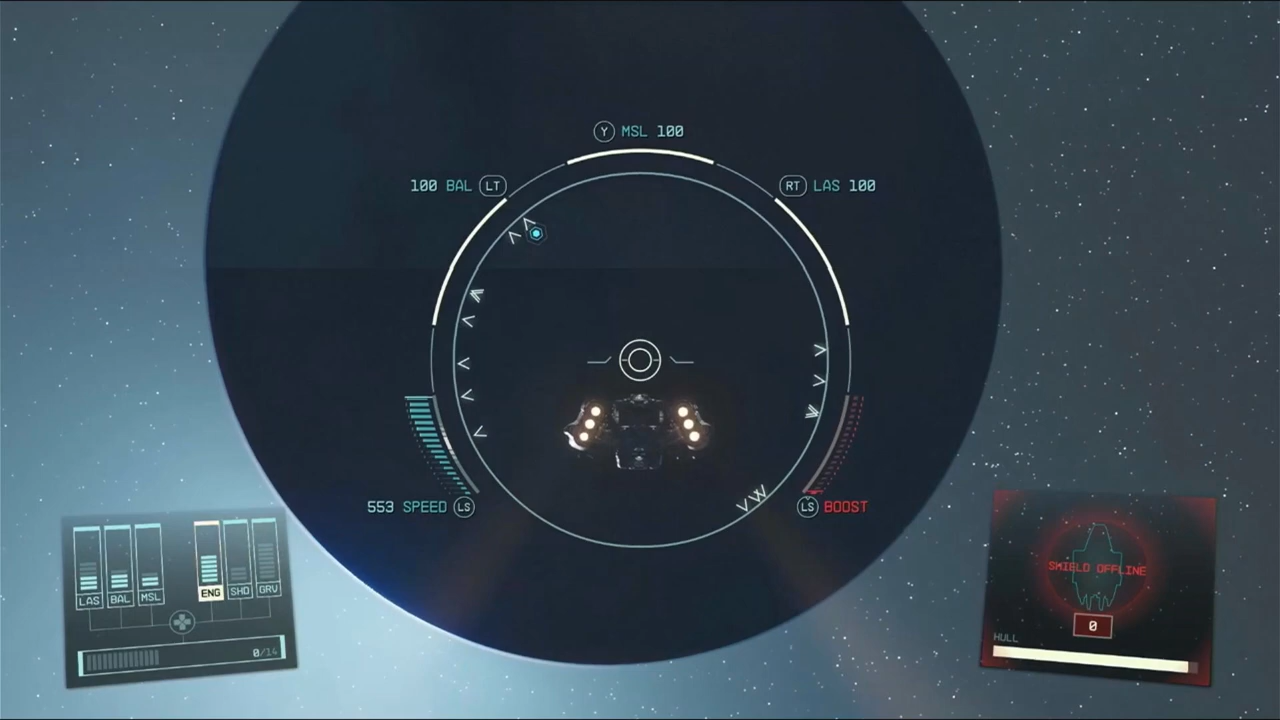 Y MSL 100
100 BAL LT
RT LAS 100
553 SPEED LS
LS BOOST
LAS BAL MSL ENG SHD GRV
0/14
SHIELD OFFLINE
0
HULL